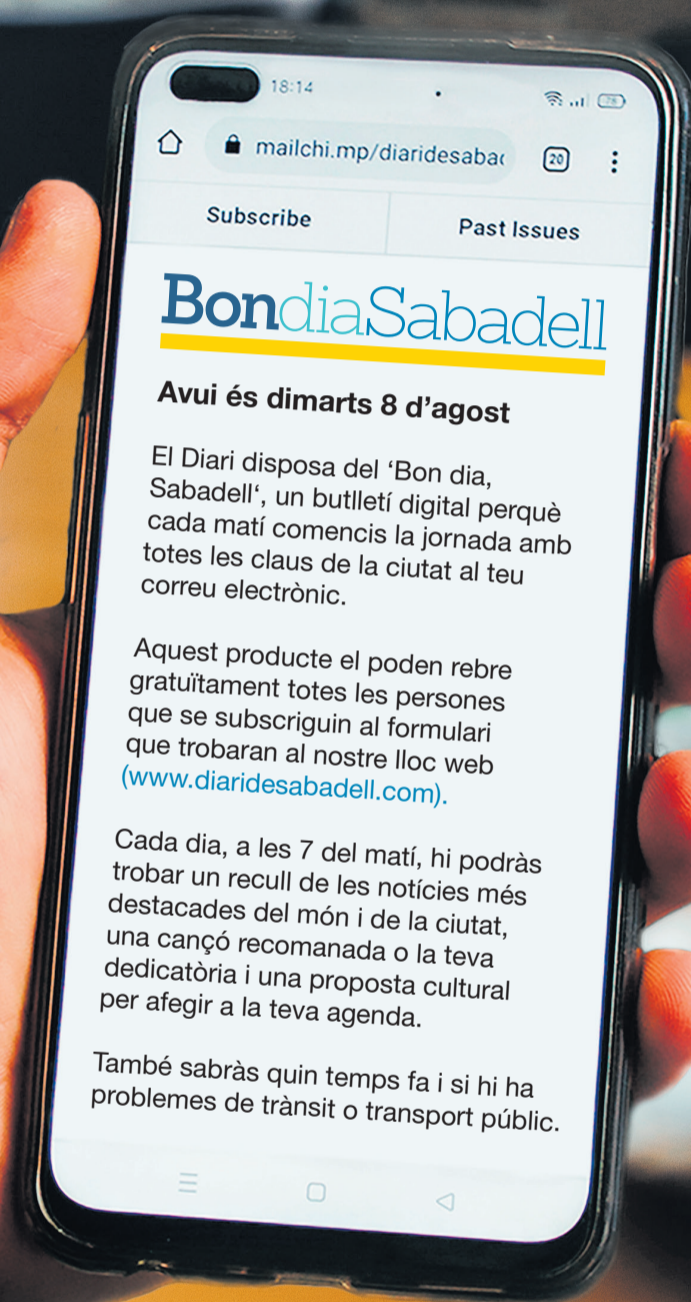 18:14
78
mailchi.mp/diaridesabac
20
Subscribe
Past Issues
BondiaSabadell
Avui és dimarts 8 d’agost
El Diari disposa del ‘Bon dia,
Sabadell‘, un butlletí digital perquè
cada matí comencis la jornada amb
totes les claus de la ciutat al teu
correu electrònic.
Aquest producte el poden rebre
gratuïtament totes les persones
que se subscriguin al formulari
que trobaran al nostre lloc web
(www.diaridesabadell.com).
Cada dia, a les 7 del matí, hi podràs
trobar un recull de les notícies més
destacades del món i de la ciutat,
una cançó recomanada o la teva
dedicatòria i una proposta cultural
per afegir a la teva agenda.
També sabràs quin temps fa i si hi ha
problemes de trànsit o transport públic.